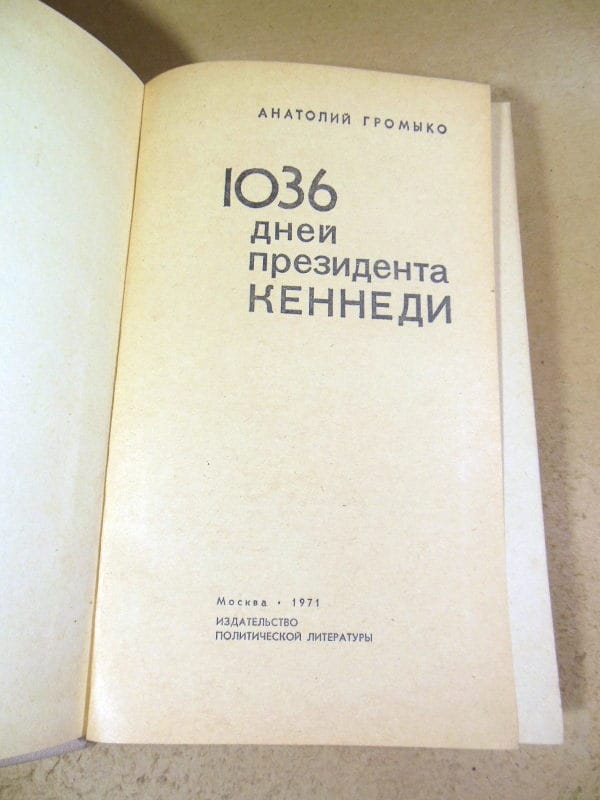 АНАТОЛИЙ ГРОМЫКО
1036
дней
президента
КЕННЕДИ
Москва • 1971
ИЗДАТЕЛЬСТВО
ПОЛИТИЧЕСКОЙ ЛИТЕРАТУРЫ